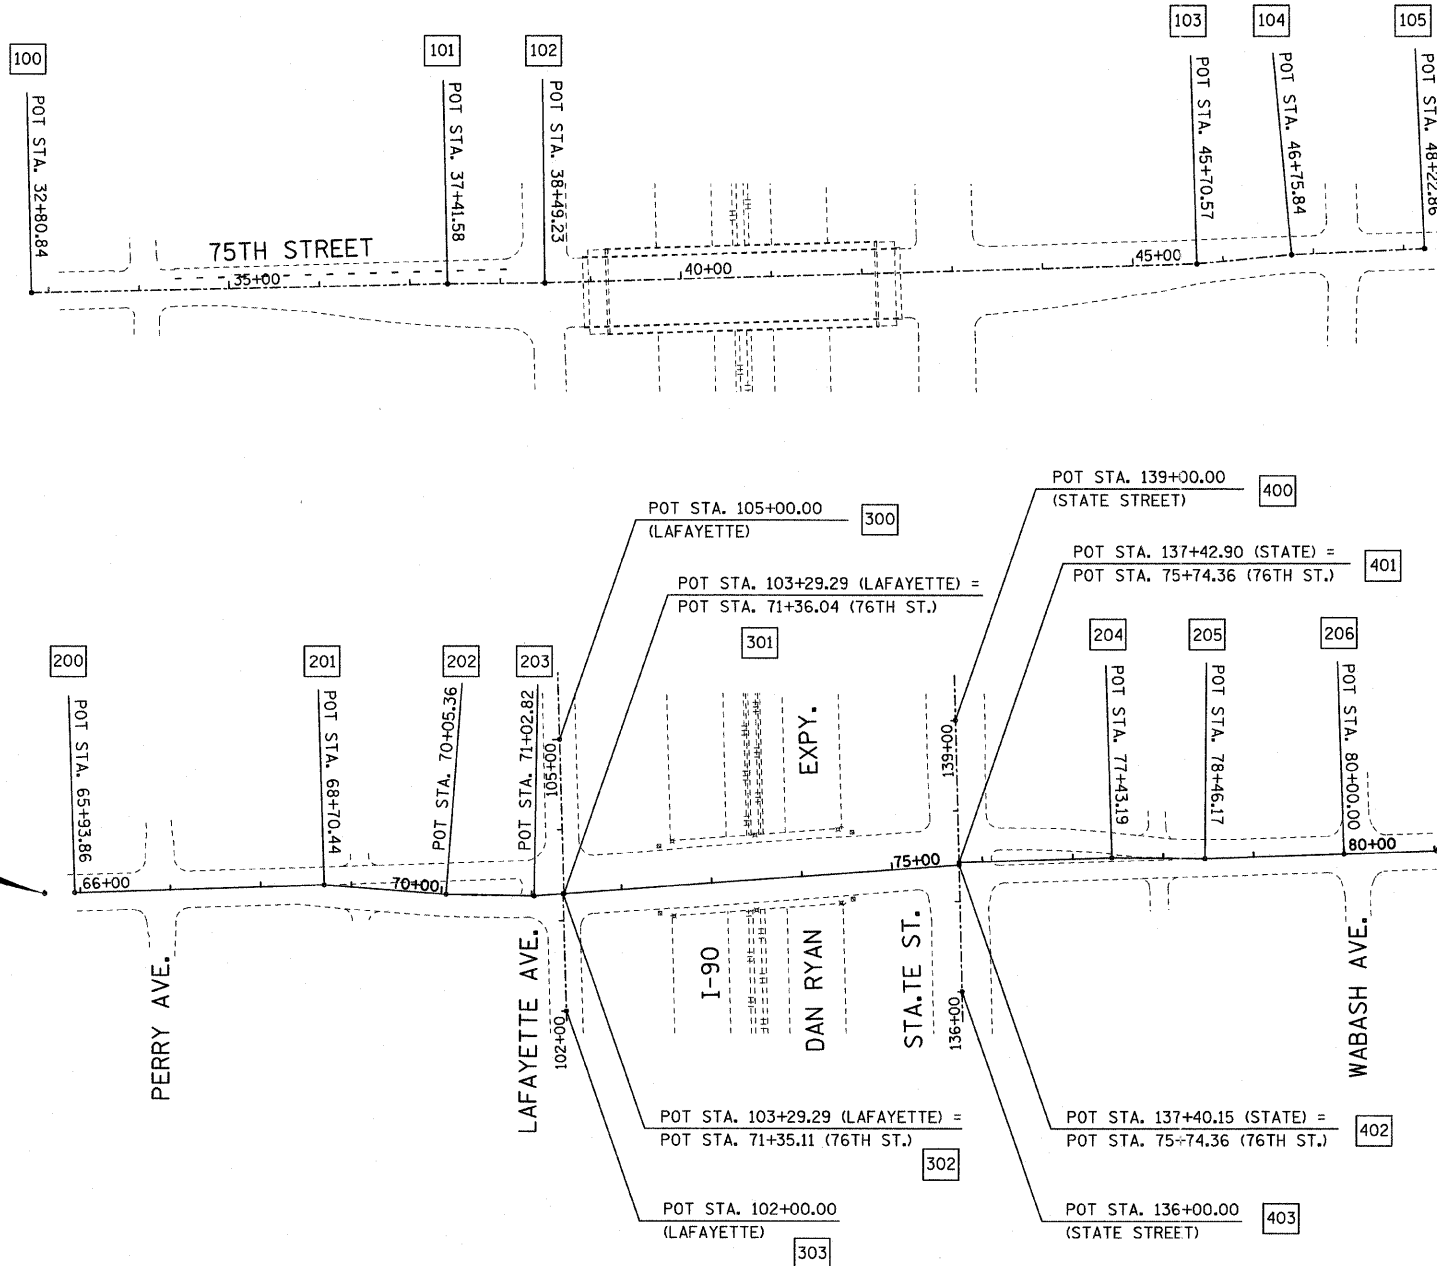 103
104
105
100
101
102
POT STA. 32+80.84
POT STA. 37+41.58
POT STA. 38+49.23
POT STA. 45+70.57
POT STA. 46+75.84
POT STA. 48+22.86
75TH STREET
35+00
40+00
45+00
POT STA. 139+00.00
(STATE STREET)
400
POT STA. 105+00.00
(LAFAYETTE)
300
POT STA. 137+42.90 (STATE) =
POT STA. 75+74.36 (76TH ST.)
401
POT STA. 103+29.29 (LAFAYETTE) =
POT STA. 71+36.04 (76TH ST.)
301
200
201
202
203
204
205
206
POT STA. 65+93.86
POT STA. 68+70.44
POT STA. 70+05.36
POT STA. 71+02.82
105+00
EXPY.
139+00
POT STA. 77+43.19
POT STA. 78+46.17
POT STA. 80+00.00
66+00
70+00
75+00
80+00
PERRY AVE.
LAFAYETTE AVE.
102+00
I-90
DAN RYAN
STATE ST.
136+00
WABASH AVE.
POT STA. 103+29.29 (LAFAYETTE) =
POT STA. 71+35.11 (76TH ST.)
302
POT STA. 137+40.15 (STATE) =
POT STA. 75+74.36 (76TH ST.)
402
POT STA. 102+00.00
(LAFAYETTE)
303
POT STA. 136+00.00
(STATE STREET)
403